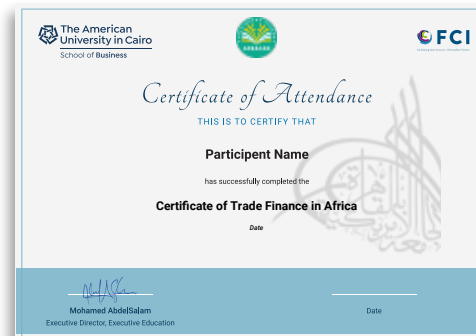 The American
University in Cairo
School of Business
FCI
Certificate of Attendance
THIS IS TO CERTIFY THAT
Participent Name
has successfully completed the
Certificate of Trade Finance in Africa
Date
Mohamed AbdelSalam
Executive Director, Executive Education
Date